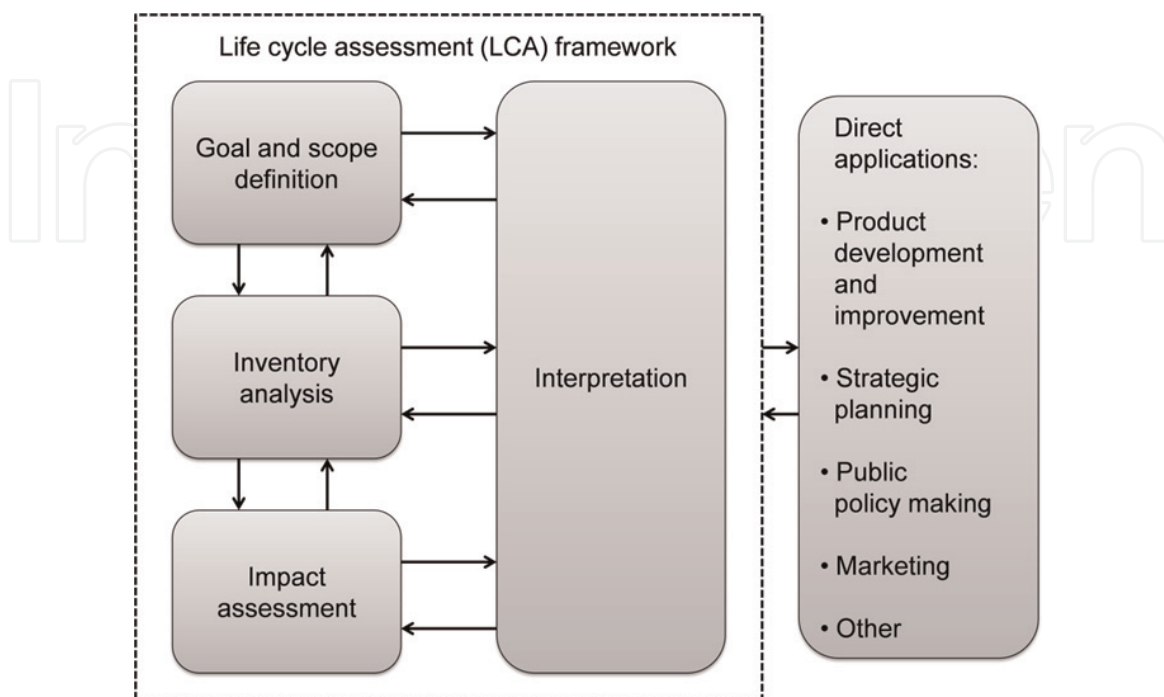 Life cycle assessment (LCA) framework
Goal and scope
definition
Inventory
analysis
Impact
assessment
Interpretation
Direct
applications:
• Product
development
and
improvement
• Strategic
planning
• Public
policy making
• Marketing
• Other